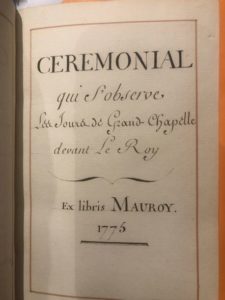 CEREMONIAL
qui S'observe
Les Jours de Grand Chapelle
devant Le Roy
Ex libris MAUROY.
1775